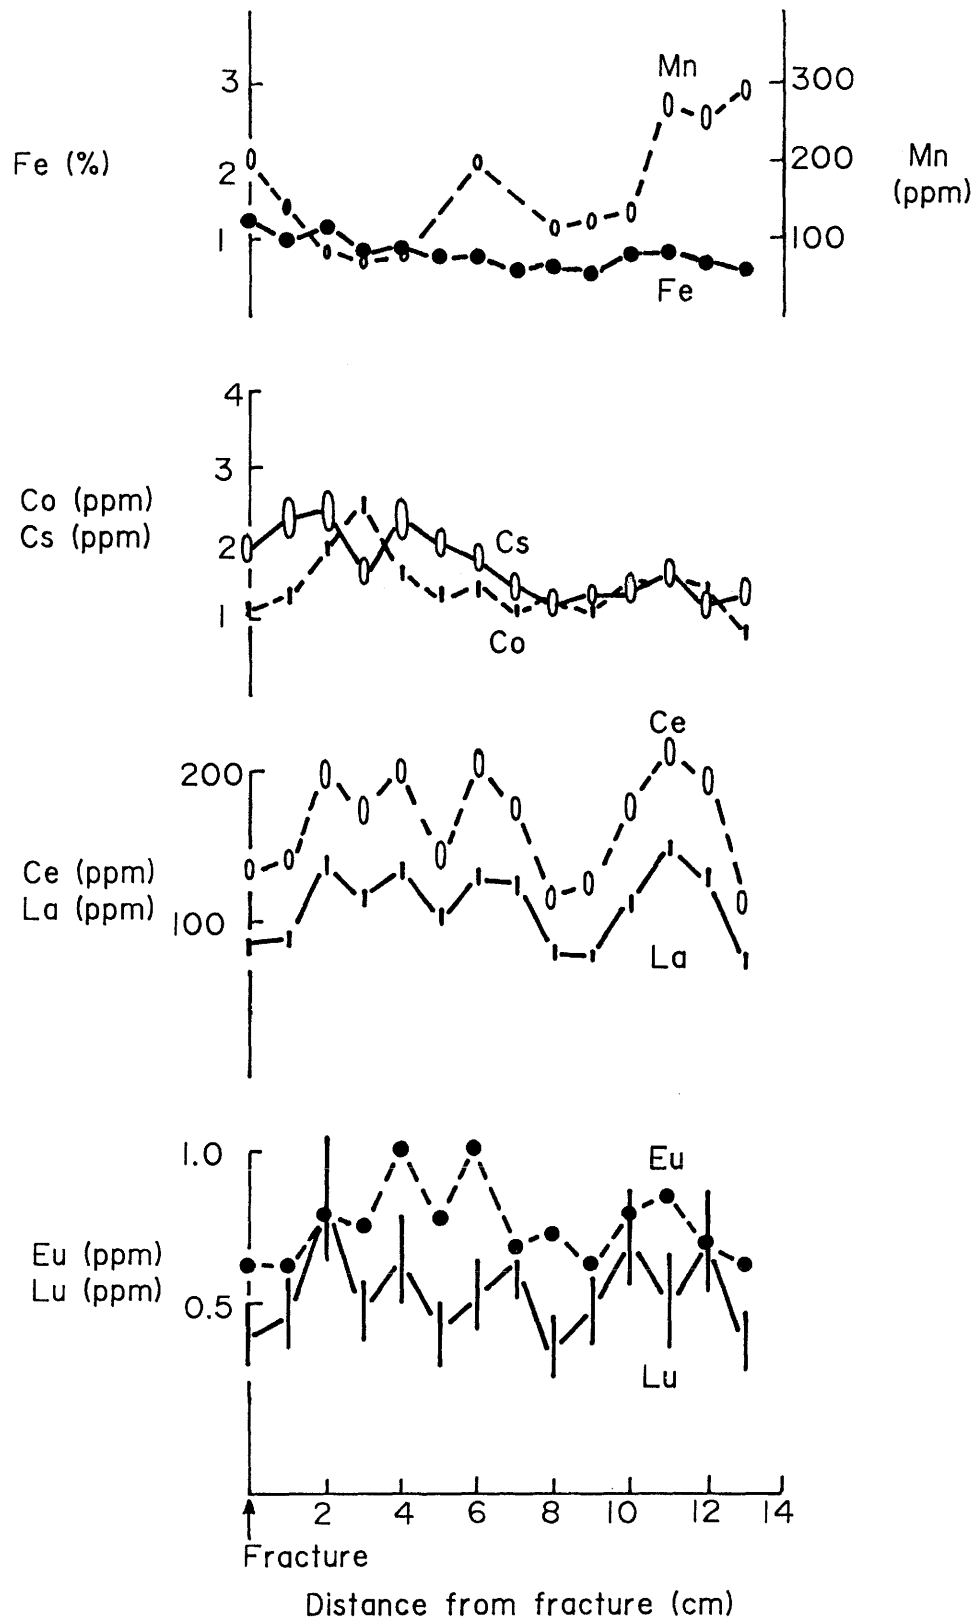 Mn
3
300
Fe (%)
2
200
Mn
(ppm)
1
100
Fe
4
3
Co (ppm)
Cs (ppm)
2
Cs
1
Co
Ce
200
Ce (ppm)
La (ppm)
100
La
1.0
Eu
Eu (ppm)
Lu (ppm)
0.5
Lu
2 4 6 8 10 12 14
Fracture
Distance from fracture (cm)